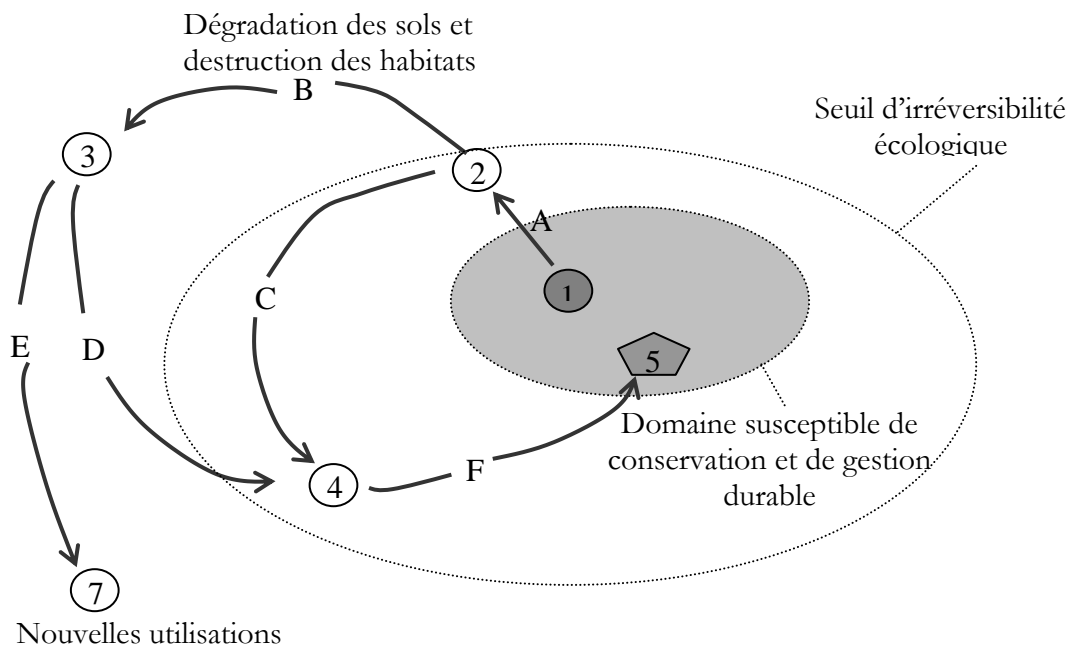 Dégradation des sols et
destruction des habitats
B
Seuil d'irréversibilité
écologique
3
2
A
1
C
E
D
5
Domaine susceptible de
conservation et de gestion
durable
F
4
7
Nouvelles utilisations